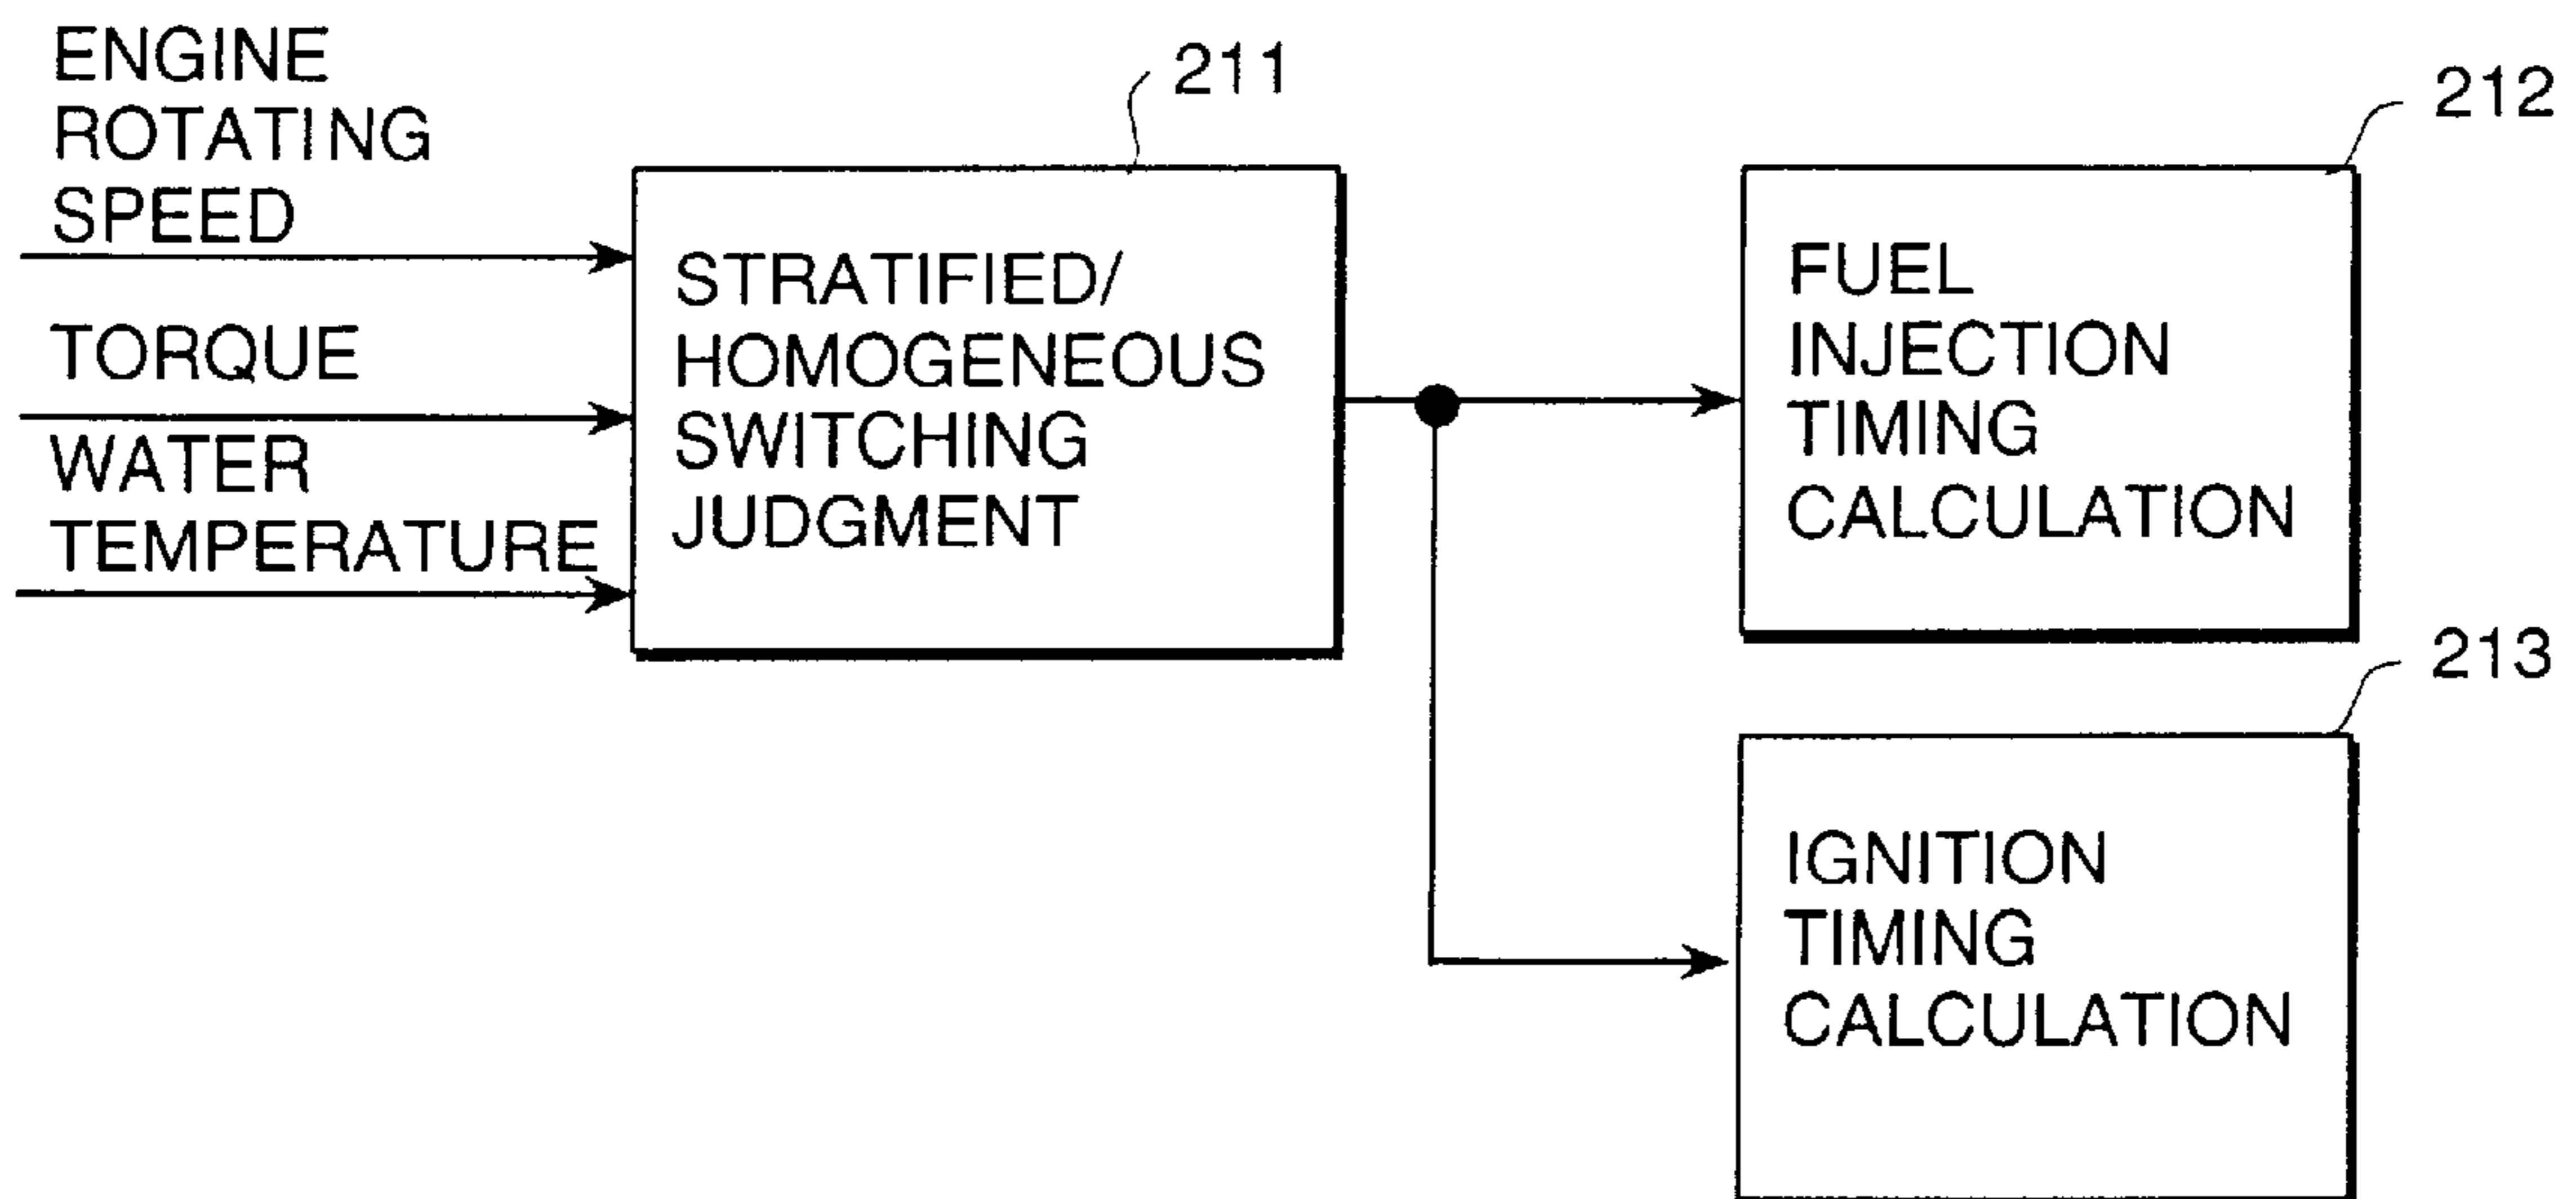 ENGINE
ROTATING
SPEED
TORQUE
WATER
TEMPERATURE
211
STRATIFIED/
HOMOGENEOUS
SWITCHING
JUDGMENT
212
FUEL
INJECTION
TIMING
CALCULATION
213
IGNITION
TIMING
CALCULATION